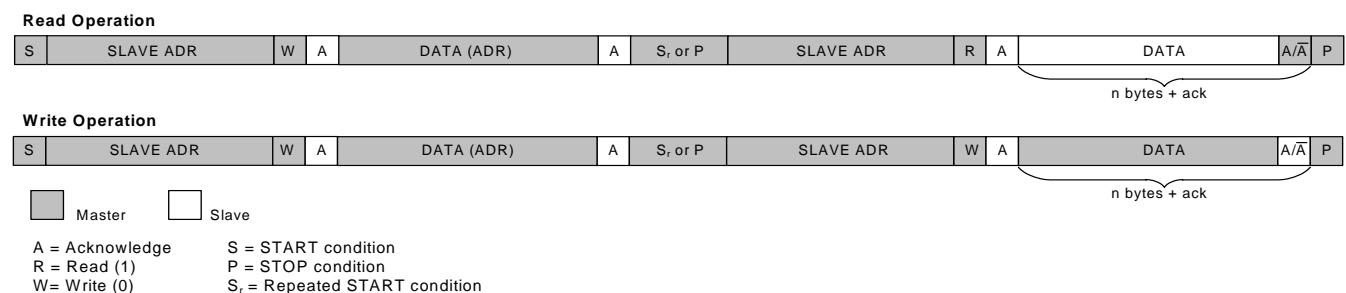 Read Operation
S SLAVE ADR W A DATA (ADR) A Sᵣ or P SLAVE ADR R A DATA A/A̅ P
n bytes + ack
Write Operation
S SLAVE ADR W A DATA (ADR) A Sᵣ or P SLAVE ADR W A DATA A/A̅ P
n bytes + ack
Master Slave
A = Acknowledge S = START condition
R = Read (1) P = STOP condition
W= Write (0) Sᵣ = Repeated START condition